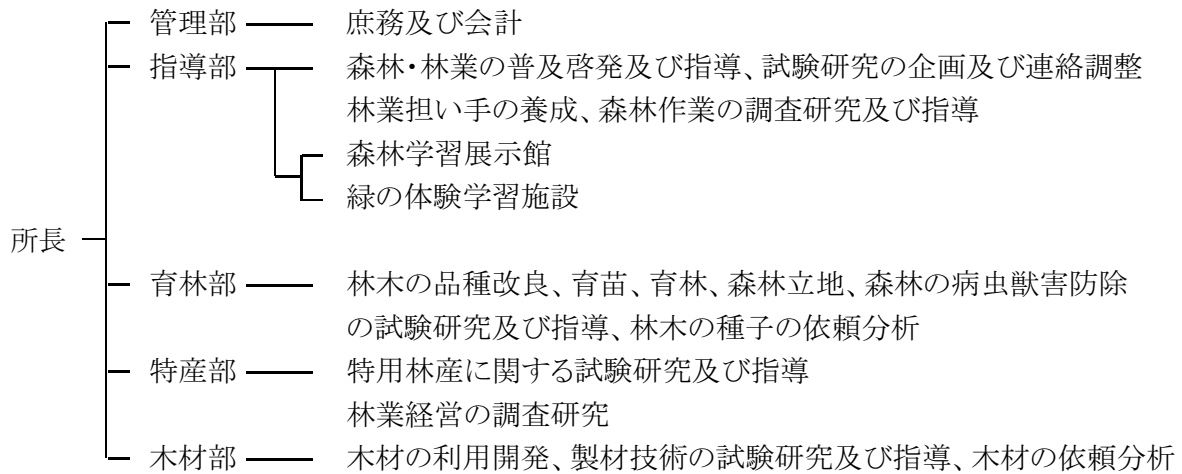 管理部 庶務及び会計
指導部 森林・林業の普及啓発及び指導、試験研究の企画及び連絡調整
林業担い手の養成、森林作業の調査研究及び指導
森林学習展示館
緑の体験学習施設
所長
育林部 林木の品種改良、育苗、育林、森林立地、森林の病虫獣害防除
の試験研究及び指導、林木の種子の依頼分析
特産部 特用林産に関する試験研究及び指導
林業経営の調査研究
木材部 木材の利用開発、製材技術の試験研究及び指導、木材の依頼分析